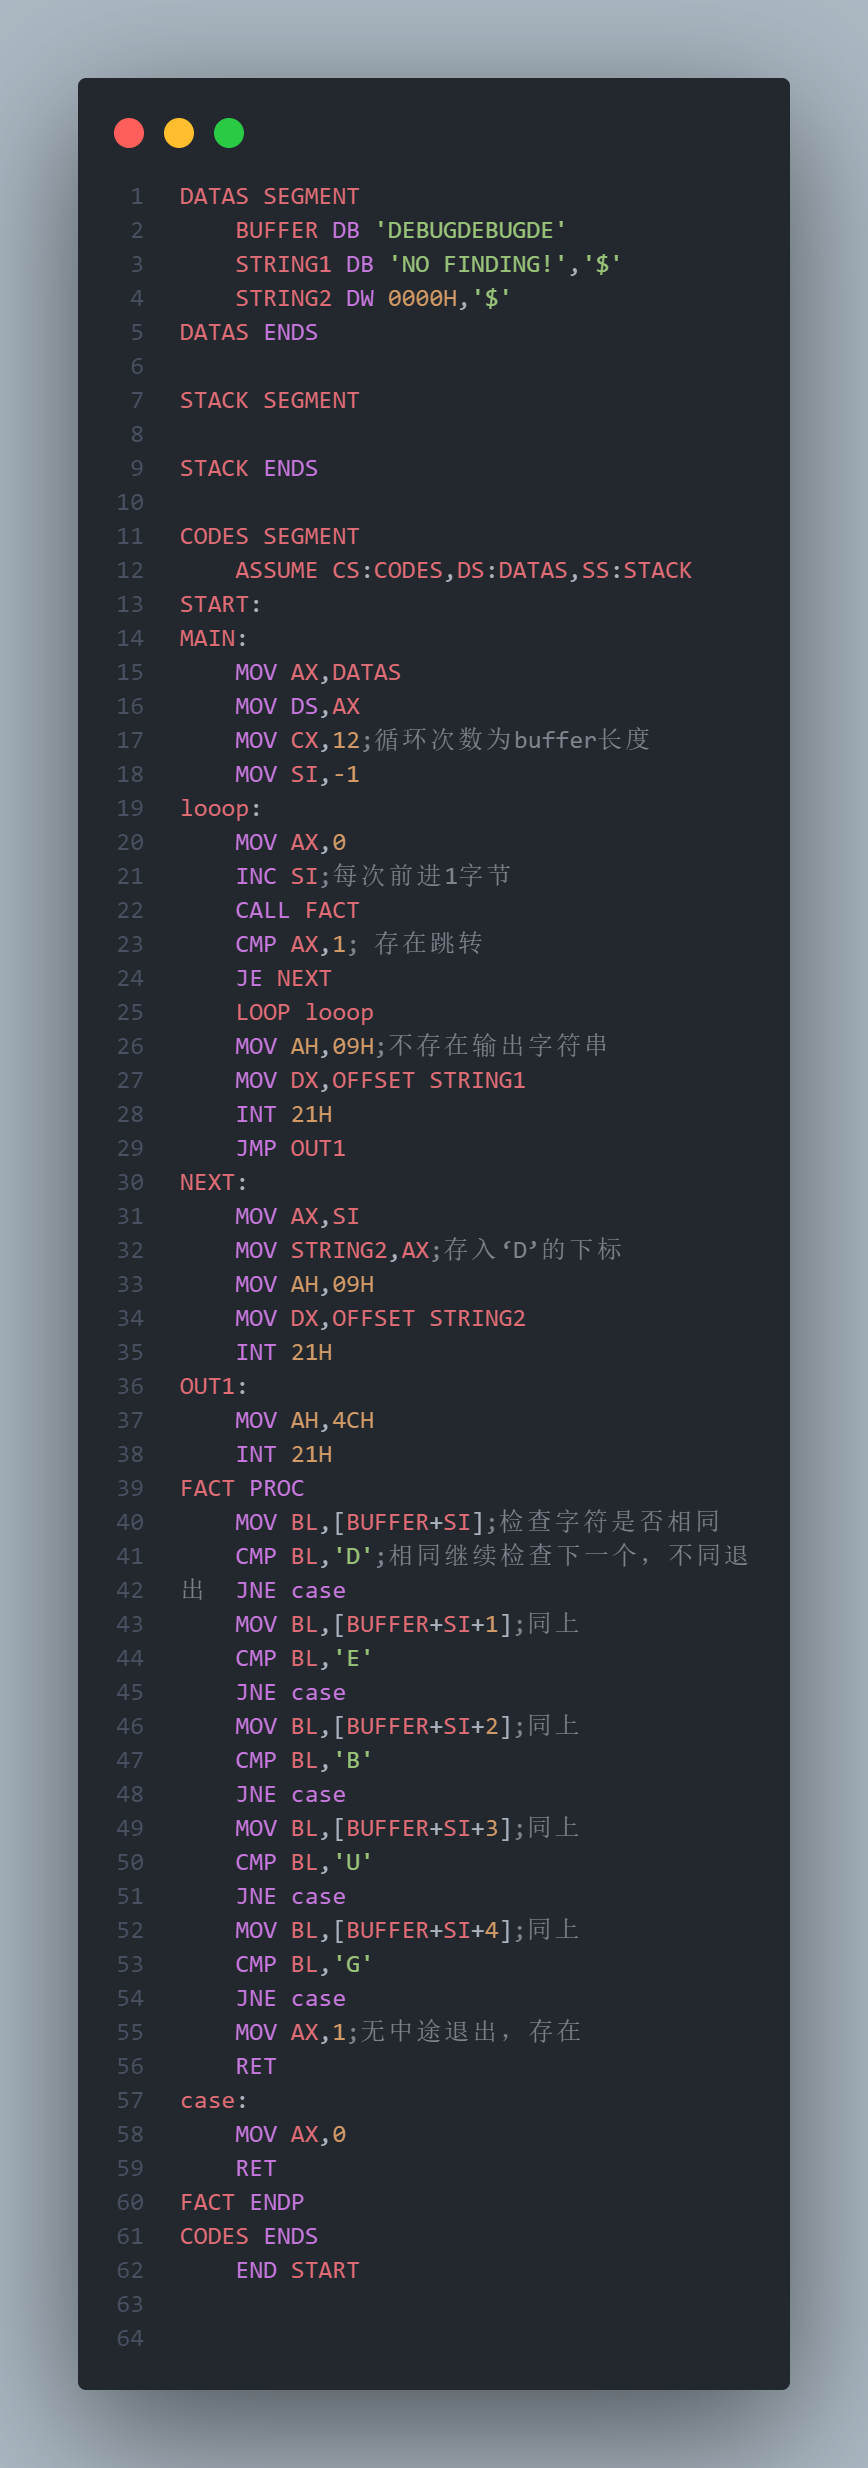 1 DATAS SEGMENT
2 BUFFER DB 'DEBUGDEBUGDE'
3 STRING1 DB 'NO FINDING!','$'
4 STRING2 DW 0000H,'$'
5 DATAS ENDS
6
7 STACK SEGMENT
8
9 STACK ENDS
10
11 CODES SEGMENT
12 ASSUME CS:CODES,DS:DATAS,SS:STACK
13 START:
14 MAIN:
15 MOV AX,DATAS
16 MOV DS,AX
17 MOV CX,12;循环次数为buffer长度
18 MOV SI,-1
19 looop:
20 MOV AX,0
21 INC SI;每次前进1字节
22 CALL FACT
23 CMP AX,1; 存在跳转
24 JE NEXT
25 LOOP looop
26 MOV AH,09H;不存在输出字符串
27 MOV DX,OFFSET STRING1
28 INT 21H
29 JMP OUT1
30 NEXT:
31 MOV AX,SI
32 MOV STRING2,AX;存入‘D’的下标
33 MOV AH,09H
34 MOV DX,OFFSET STRING2
35 INT 21H
36 OUT1:
37 MOV AH,4CH
38 INT 21H
39 FACT PROC
40 MOV BL,[BUFFER+SI];检查字符是否相同
41 CMP BL,'D';相同继续检查下一个，不同退
42 出 JNE case
43 MOV BL,[BUFFER+SI+1];同上
44 CMP BL,'E'
45 JNE case
46 MOV BL,[BUFFER+SI+2];同上
47 CMP BL,'B'
48 JNE case
49 MOV BL,[BUFFER+SI+3];同上
50 CMP BL,'U'
51 JNE case
52 MOV BL,[BUFFER+SI+4];同上
53 CMP BL,'G'
54 JNE case
55 MOV AX,1;无中途退出，存在
56 RET
57 case:
58 MOV AX,0
59 RET
60 FACT ENDP
61 CODES ENDS
62 END START
63
64